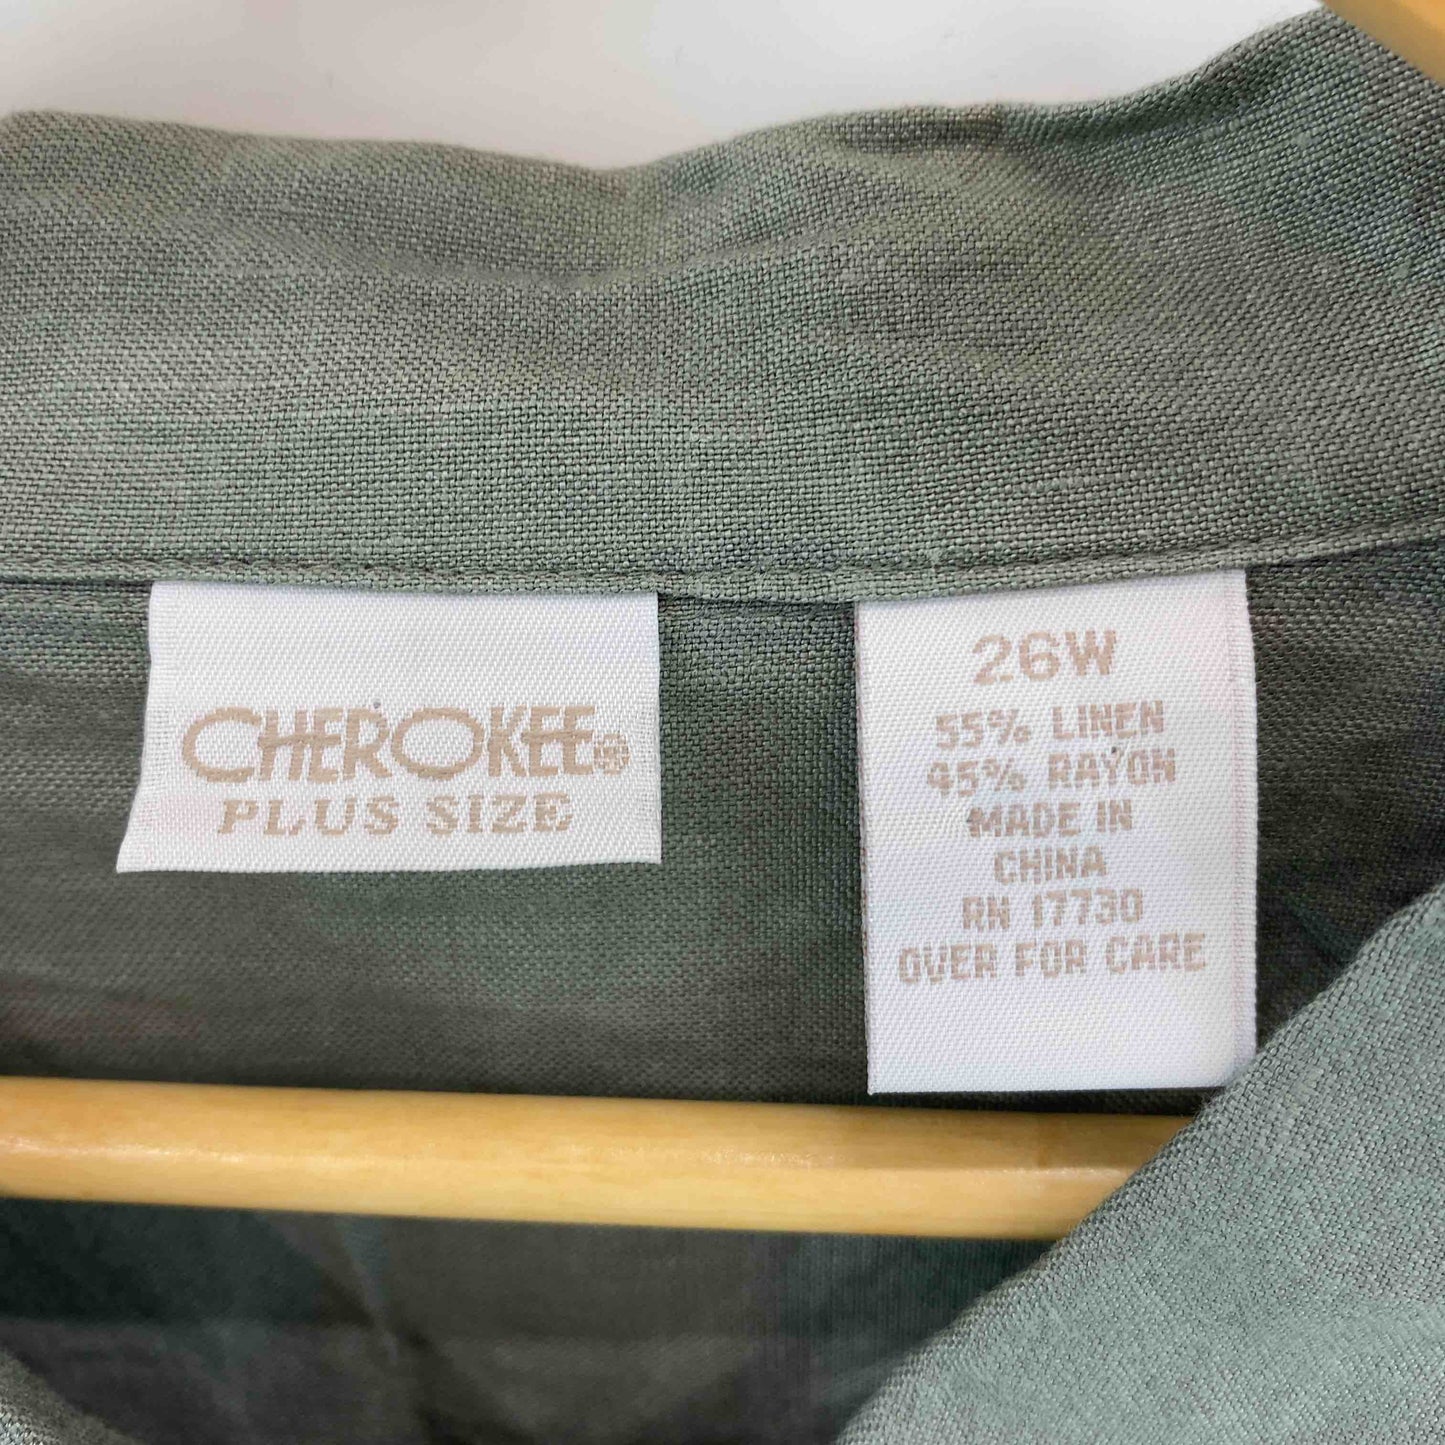 CHEROKEE®
PLUS SIZE
26W
55% LINEN
45% RAYON
MADE IN
CHINA
RN 17730
OVER FOR CARE